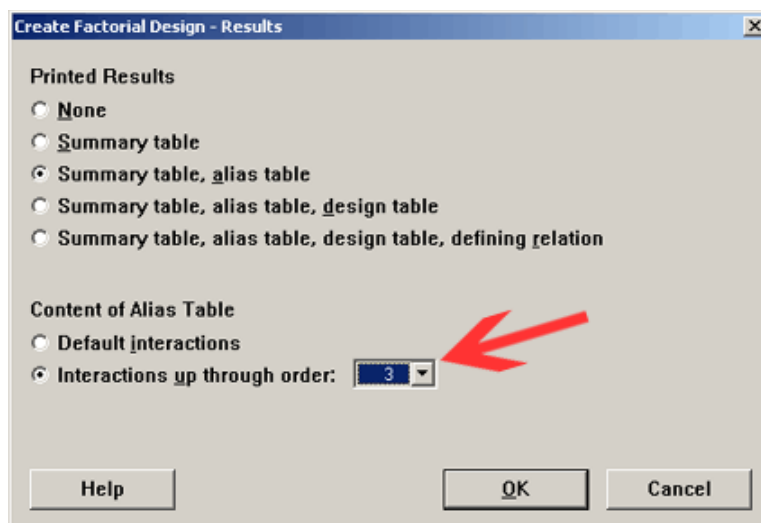 Create Factorial Design - Results
Printed Results
None
Summary table
Summary table, alias table
Summary table, alias table, design table
Summary table, alias table, design table, defining relation
Content of Alias Table
Default interactions
Interactions up through order: 3
Help OK Cancel